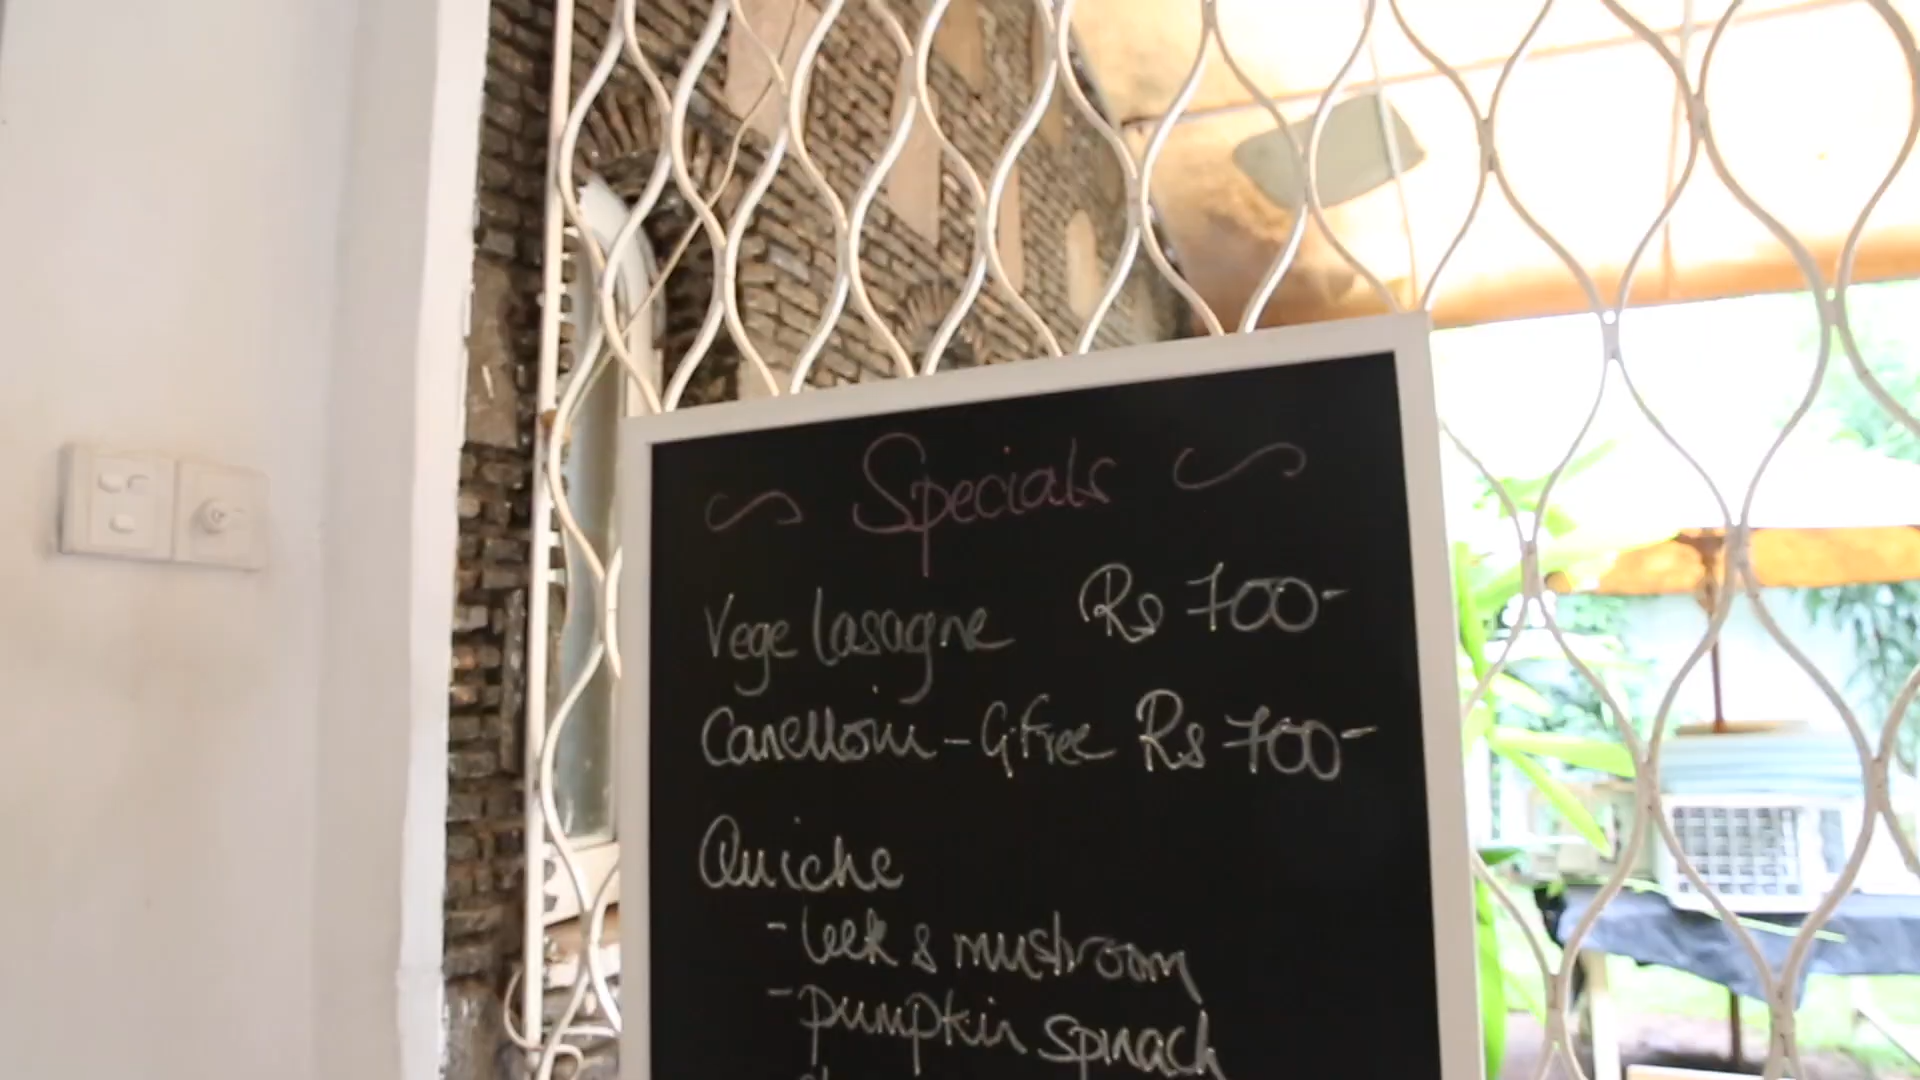 Specials
Vege lasagne Rs 700-
Canelloni - G.Free Rs 700-
Quiche
- leek & mushroom
- pumpkin spinach